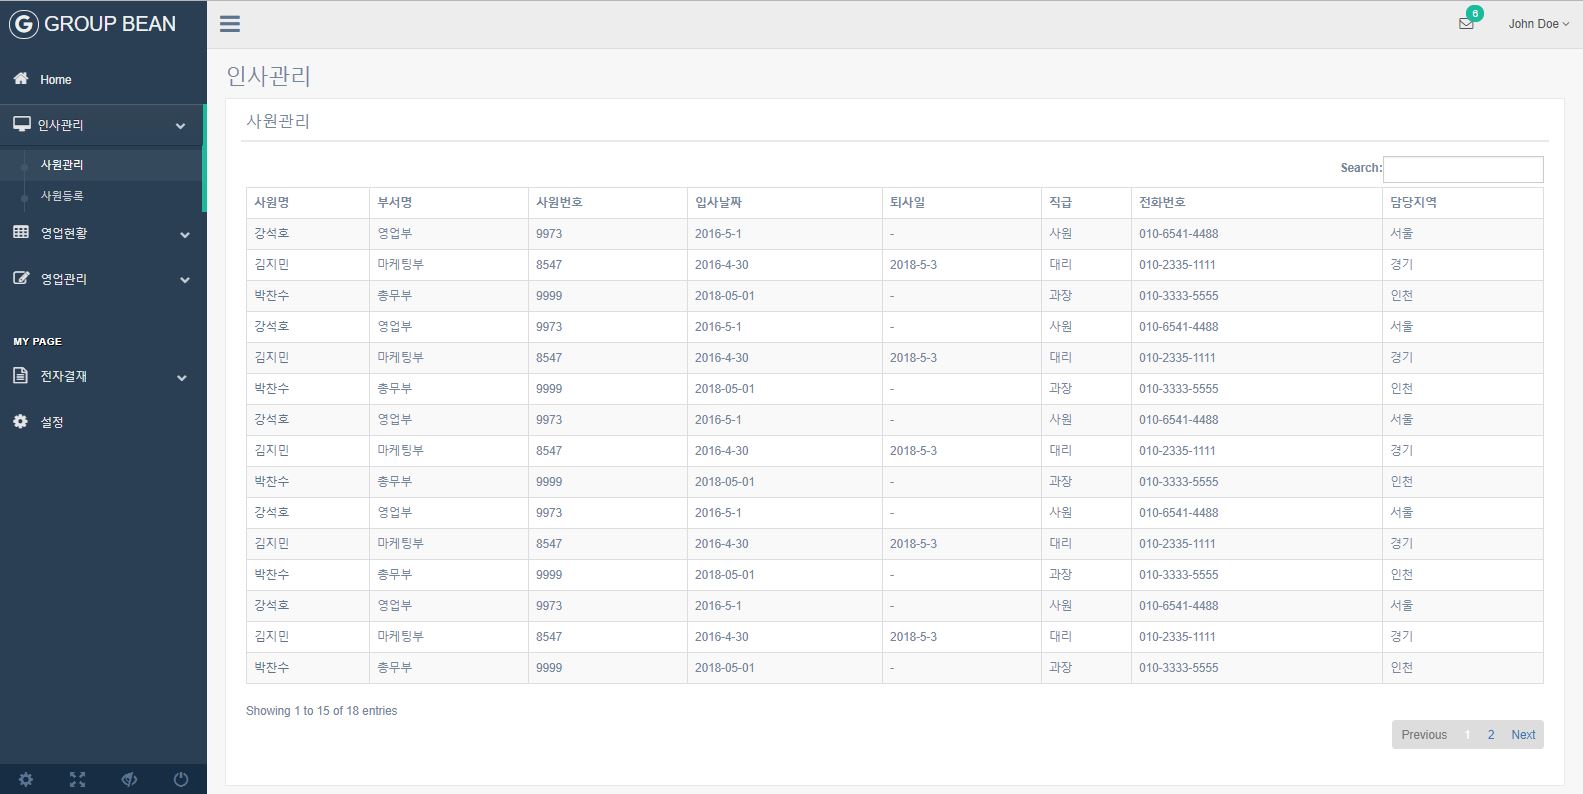 GROUP BEAN
6
John Doe
Home
인사관리
사원관리
사원등록
영업현황
영업관리
MY PAGE
전자결재
설정
인사관리
사원관리
Search:
사원명 부서명 사원번호 입사날짜 퇴사일 직급 전화번호 담당지역
강석호 영업부 9973 2016-5-1 - 사원 010-6541-4488 서울
김지민 마케팅부 8547 2016-4-30 2018-5-3 대리 010-2335-1111 경기
박찬수 총무부 9999 2018-05-01 - 과장 010-3333-5555 인천
강석호 영업부 9973 2016-5-1 - 사원 010-6541-4488 서울
김지민 마케팅부 8547 2016-4-30 2018-5-3 대리 010-2335-1111 경기
박찬수 총무부 9999 2018-05-01 - 과장 010-3333-5555 인천
강석호 영업부 9973 2016-5-1 - 사원 010-6541-4488 서울
김지민 마케팅부 8547 2016-4-30 2018-5-3 대리 010-2335-1111 경기
박찬수 총무부 9999 2018-05-01 - 과장 010-3333-5555 인천
강석호 영업부 9973 2016-5-1 - 사원 010-6541-4488 서울
김지민 마케팅부 8547 2016-4-30 2018-5-3 대리 010-2335-1111 경기
박찬수 총무부 9999 2018-05-01 - 과장 010-3333-5555 인천
강석호 영업부 9973 2016-5-1 - 사원 010-6541-4488 서울
김지민 마케팅부 8547 2016-4-30 2018-5-3 대리 010-2335-1111 경기
박찬수 총무부 9999 2018-05-01 - 과장 010-3333-5555 인천
Showing 1 to 15 of 18 entries
Previous 1 2 Next